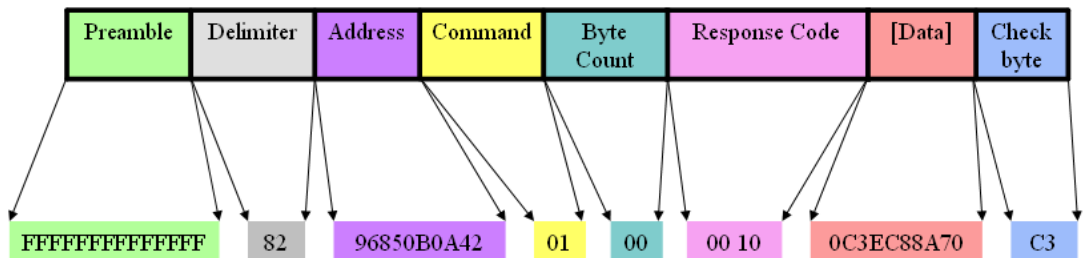 Preamble Delimiter Address Command Byte Count Response Code [Data] Check byte
FFFFFFFFFFFFFF 82 96850B0A42 01 00 00 10 0C3EC88A70 C3